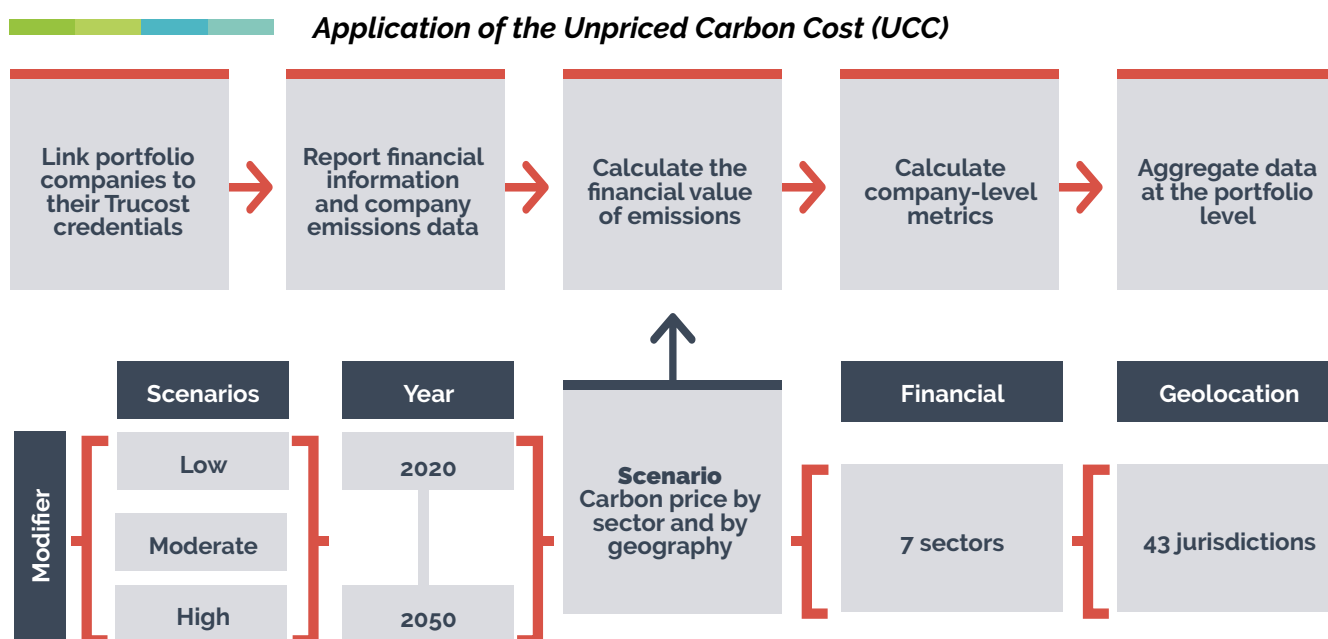 Application of the Unpriced Carbon Cost (UCC)
Link portfolio
companies to
their Trucost
credentials
Report financial
information
and company
emissions data
Calculate the
financial value
of emissions
Calculate
company-level
metrics
Aggregate data
at the portfolio
level
Modifier
Scenarios
Low
Moderate
High
Year
2020
2050
Scenario
Carbon price by
sector and by
geography
Financial
7 sectors
Geolocation
43 jurisdictions